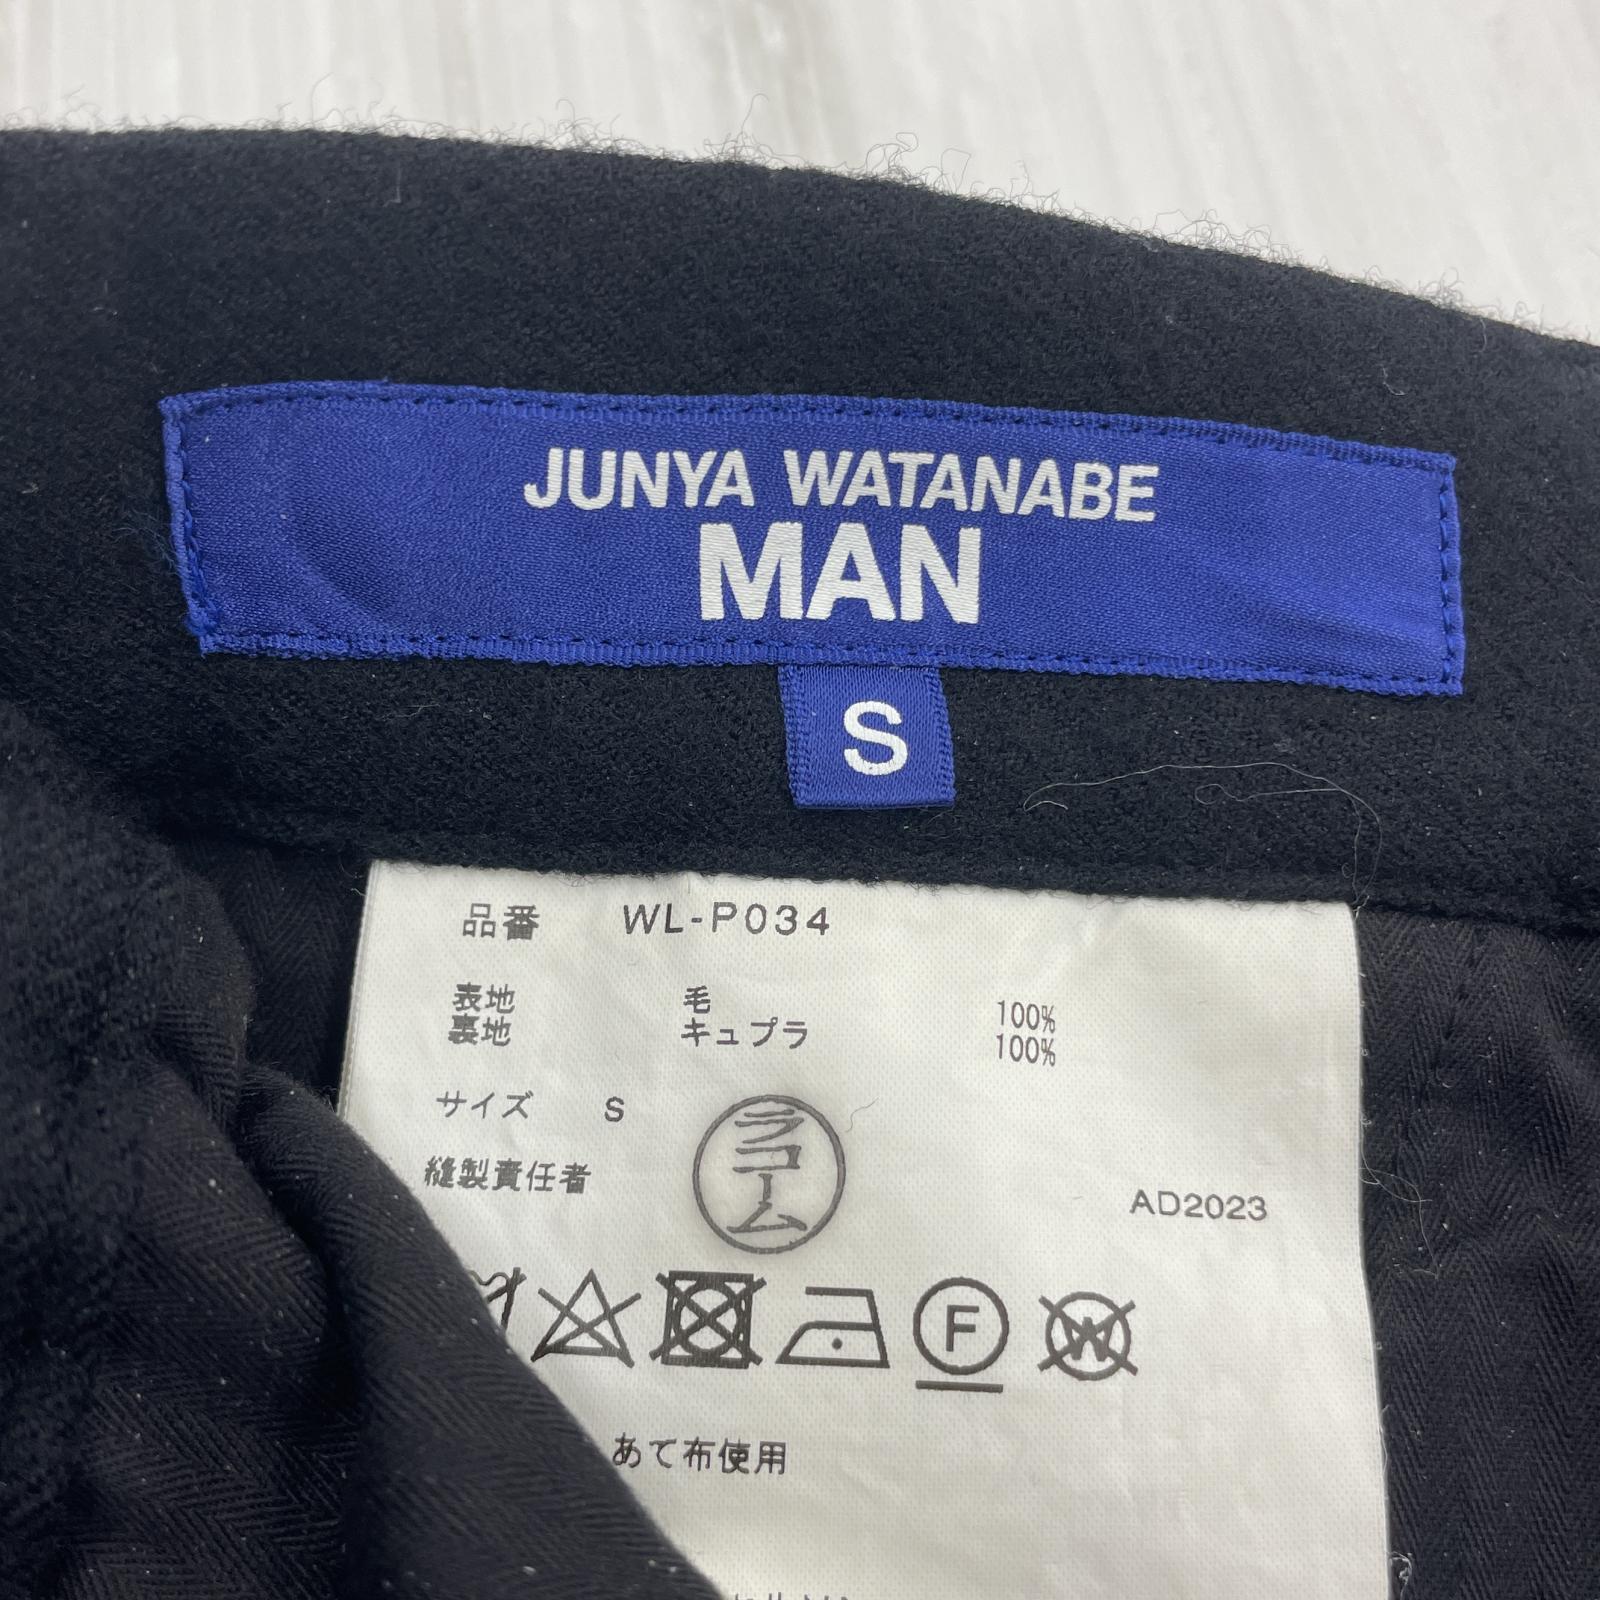 JUNYA WATANABE
MAN
S
品番 WL-P034
表地 毛 100%
裏地 キュプラ 100%
サイズ S
縫製責任者 ラコーム AD2023
F W
あて布使用